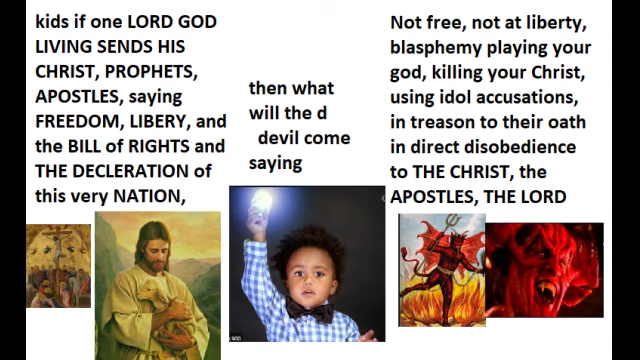 kids if one LORD GOD
LIVING SENDS HIS
CHRIST, PROPHETS,
APOSTLES, saying
FREEDOM, LIBERY, and
the BILL of RIGHTS and
THE DECLERATION of
this very NATION,
then what
will the d
devil come
saying
Not free, not at liberty,
blasphemy playing your
god, killing your Christ,
using idol accusations,
in treason to their oath
in direct disobedience
to THE CHRIST, the
APOSTLES, THE LORD